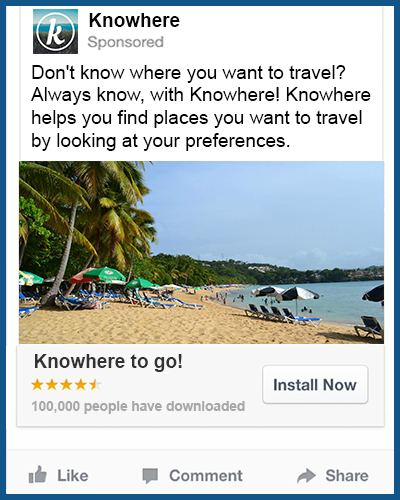 k
Knowhere
Sponsored
Don't know where you want to travel?
Always know, with Knowhere! Knowhere
helps you find places you want to travel
by looking at your preferences.
Knowhere to go!
100,000 people have downloaded
Install Now
Like
Comment
Share